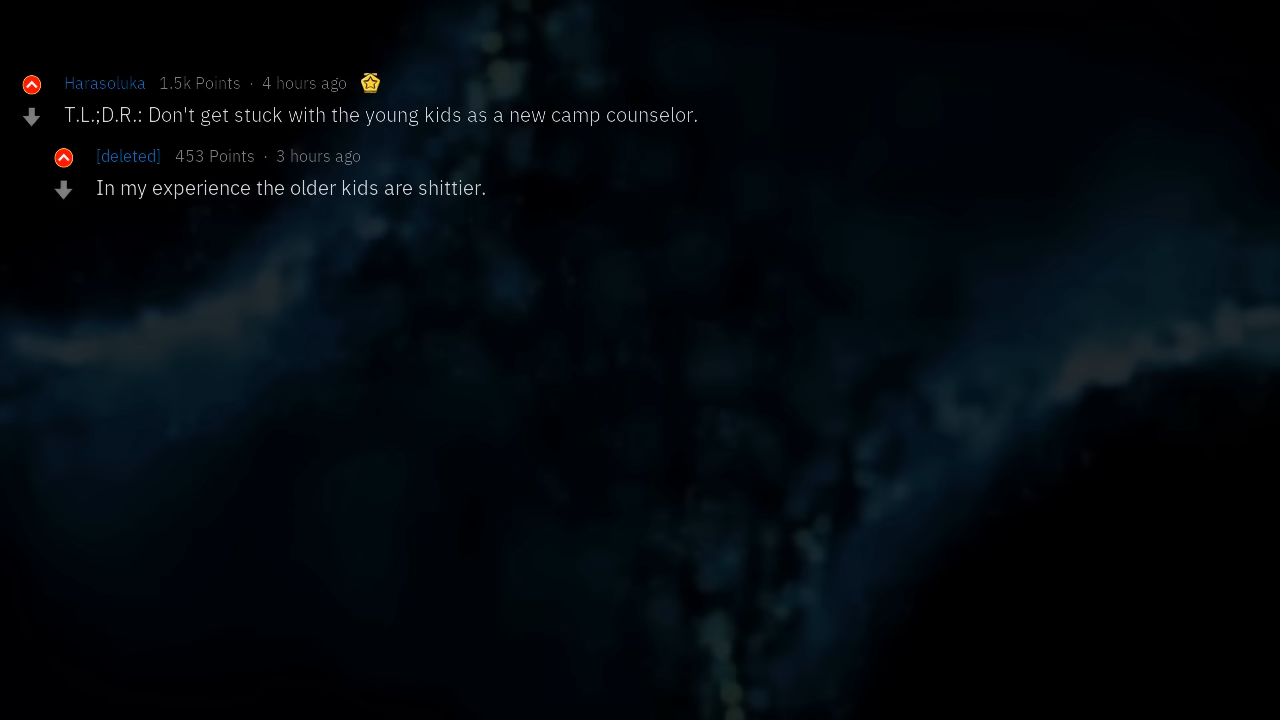 Harasoluka 1.5k Points · 4 hours ago
T.L.;D.R.: Don't get stuck with the young kids as a new camp counselor.
[deleted] 453 Points · 3 hours ago
In my experience the older kids are shittier.